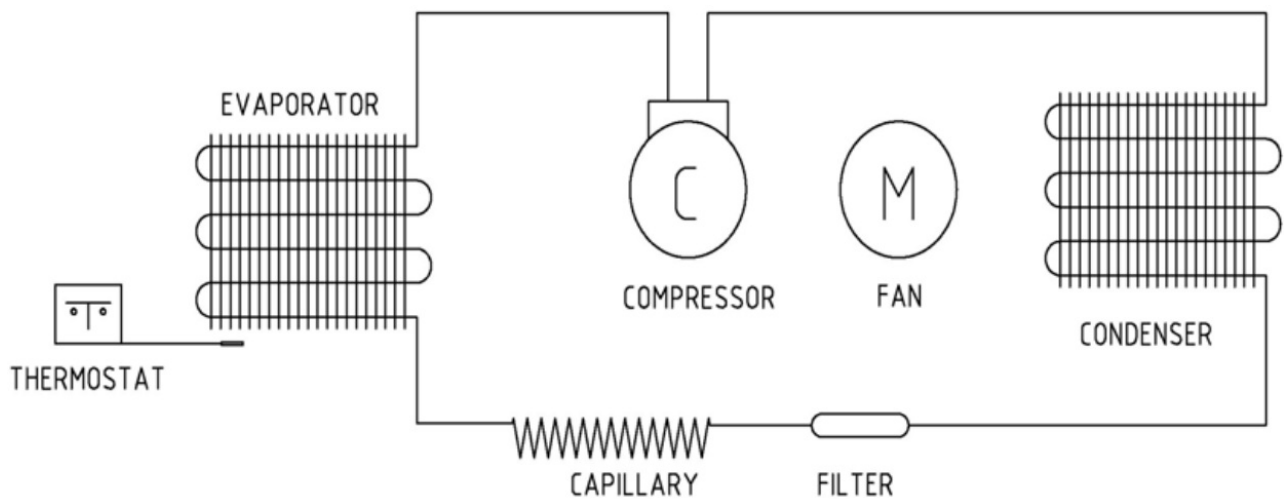 EVAPORATOR
C
M
COMPRESSOR
FAN
CONDENSER
T
THERMOSTAT
CAPILLARY
FILTER